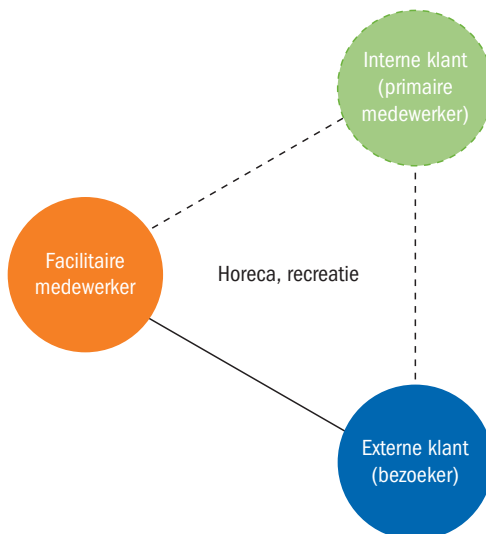 Interne klant
(primaire
medewerker)
Facilitaire
medewerker
Horeca, recreatie
Externe klant
(bezoeker)